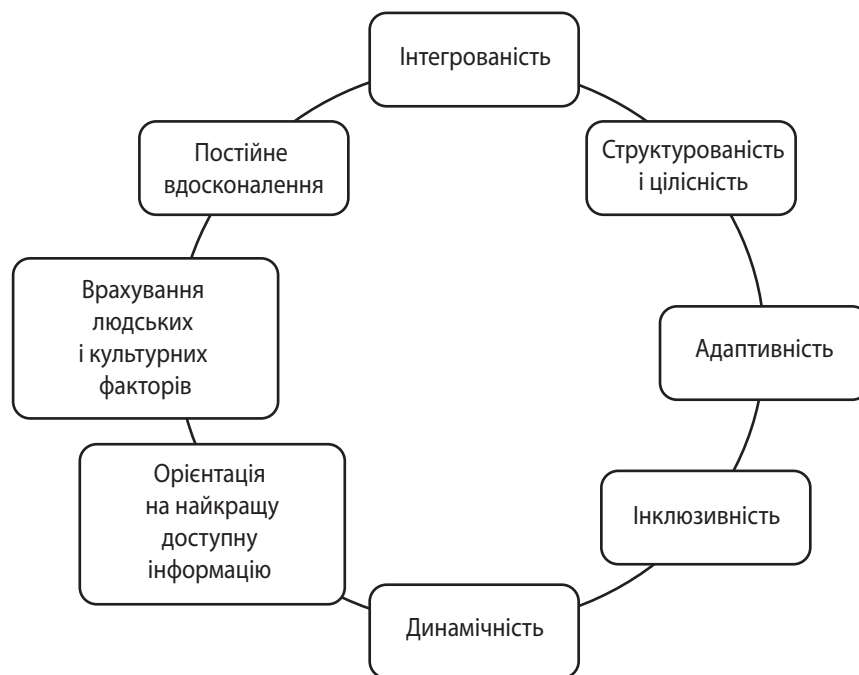 Інтегрованість
Структурованість
і цілісність
Адаптивність
Інклюзивність
Динамічність
Орієнтація
на найкращу
доступну
інформацію
Врахування
людських
і культурних
факторів
Постійне
вдосконалення